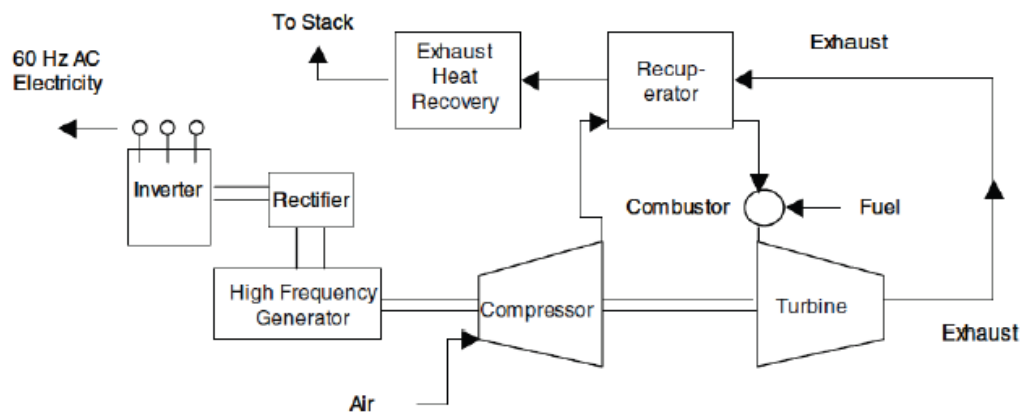 To Stack
60 Hz AC
Electricity
Exhaust
Heat
Recovery
Recup-
erator
Exhaust
Inverter
Rectifier
Combustor
Fuel
High Frequency
Generator
Compressor
Turbine
Exhaust
Air